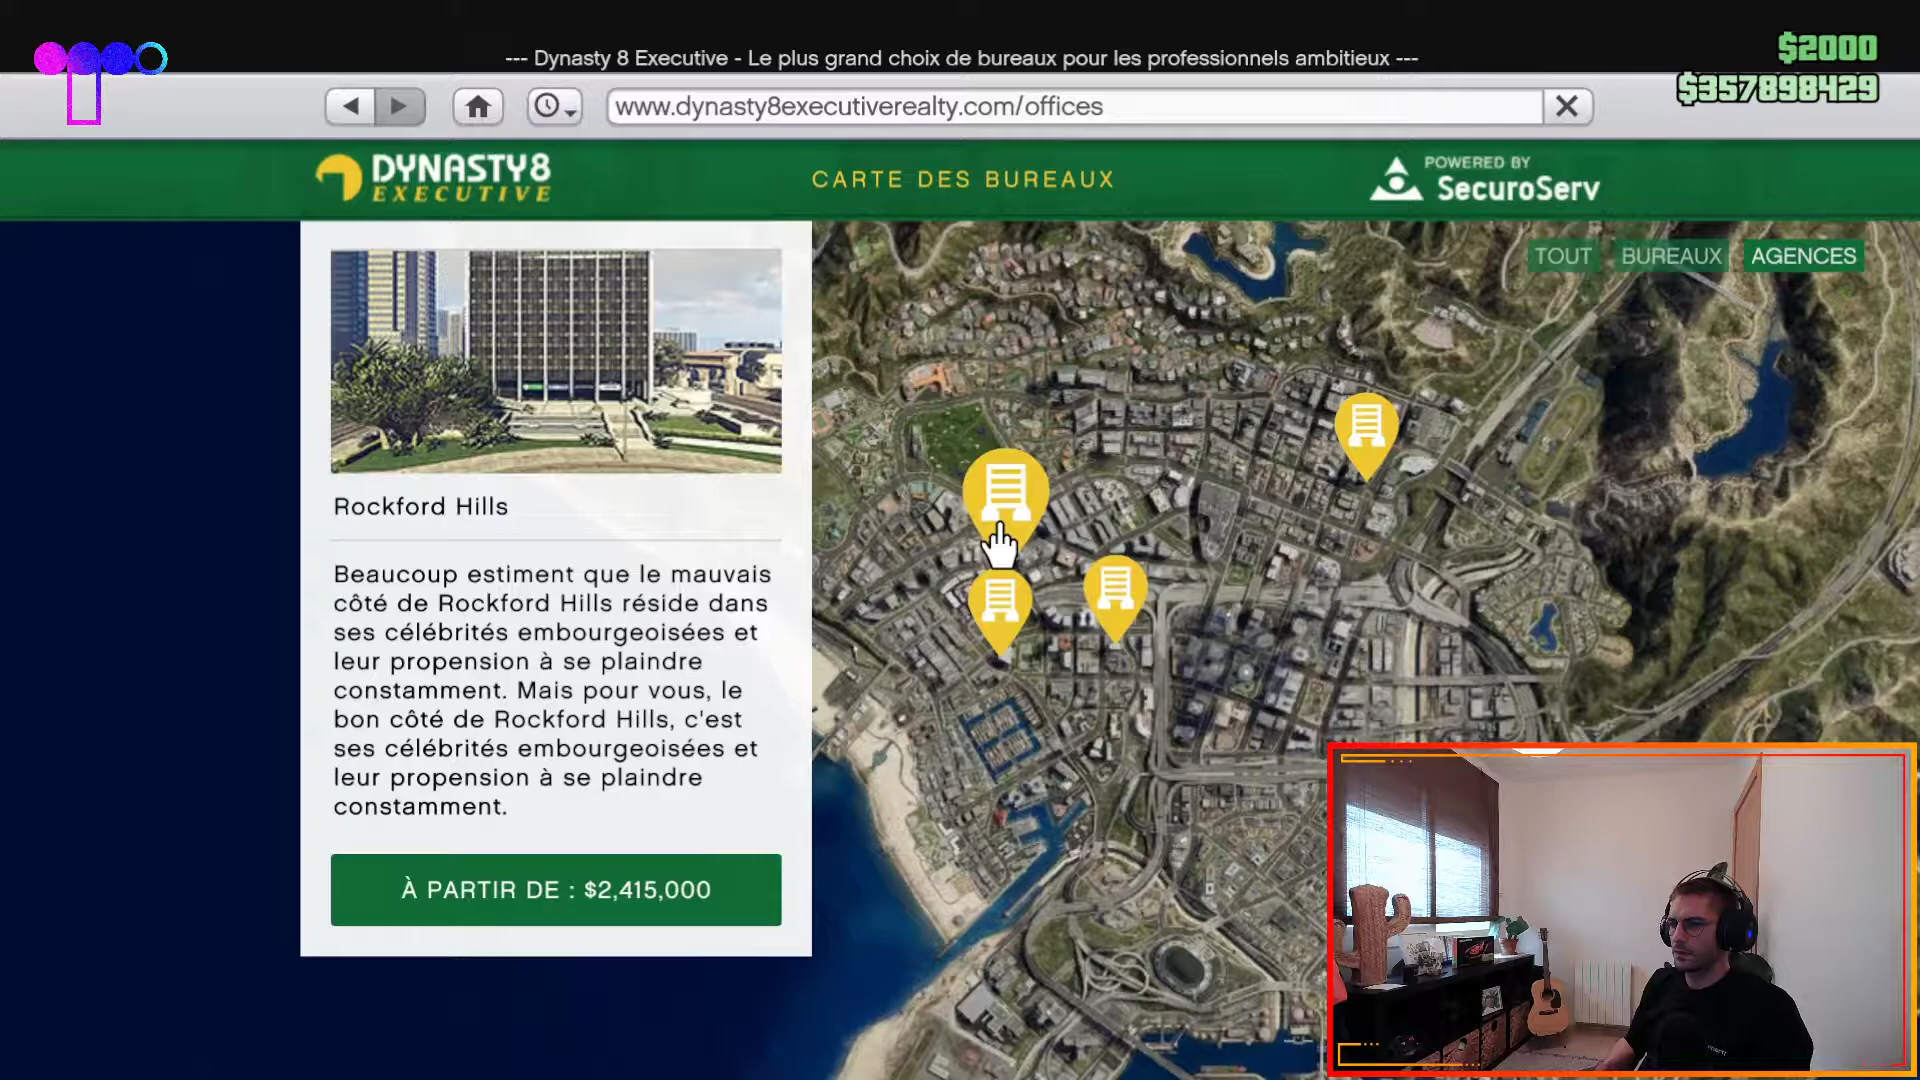 --- Dynasty 8 Executive - Le plus grand choix de bureaux pour les professionnels ambitieux ---
$2000
$357898429
www.dynasty8executiverealty.com/offices
DYNASTY8
EXECUTIVE
CARTE DES BUREAUX
POWERED BY
SecuroServ
TOUT
BUREAUX
AGENCES
Rockford Hills
Beaucoup estiment que le mauvais
côté de Rockford Hills réside dans
ses célébrités embourgeoisées et
leur propension à se plaindre
constamment. Mais pour vous, le
bon côté de Rockford Hills, c'est
ses célébrités embourgeoisées et
leur propension à se plaindre
constamment.
À PARTIR DE : $2,415,000